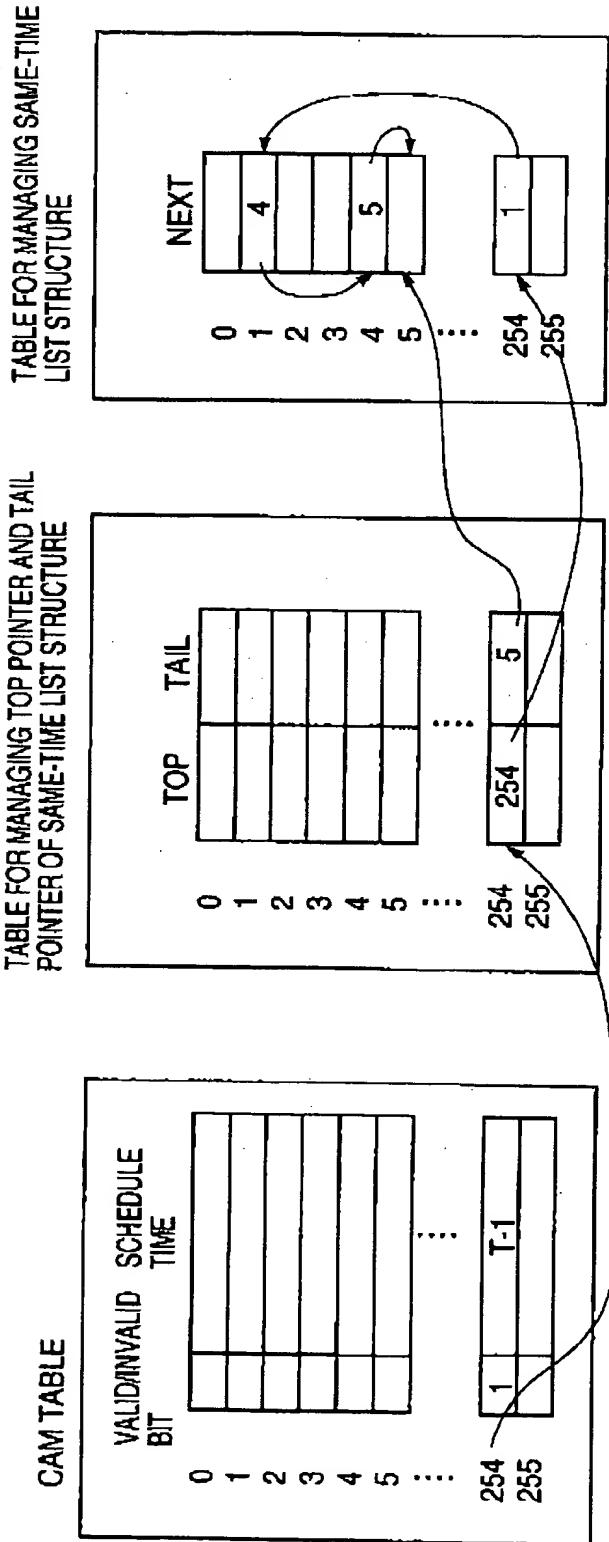 CAM TABLE
VALID/INVALID BIT
SCHEDULE TIME
0
1
2
3
4
5
....
254 1 T-1
255
TABLE FOR MANAGING TOP POINTER AND TAIL
POINTER OF SAME-TIME LIST STRUCTURE
TOP TAIL
0
1
2
3
4
5
....
254 254 5
255
TABLE FOR MANAGING SAME-TIME
LIST STRUCTURE
NEXT
0
1 4
2
3
4 5
5
....
254 1
255